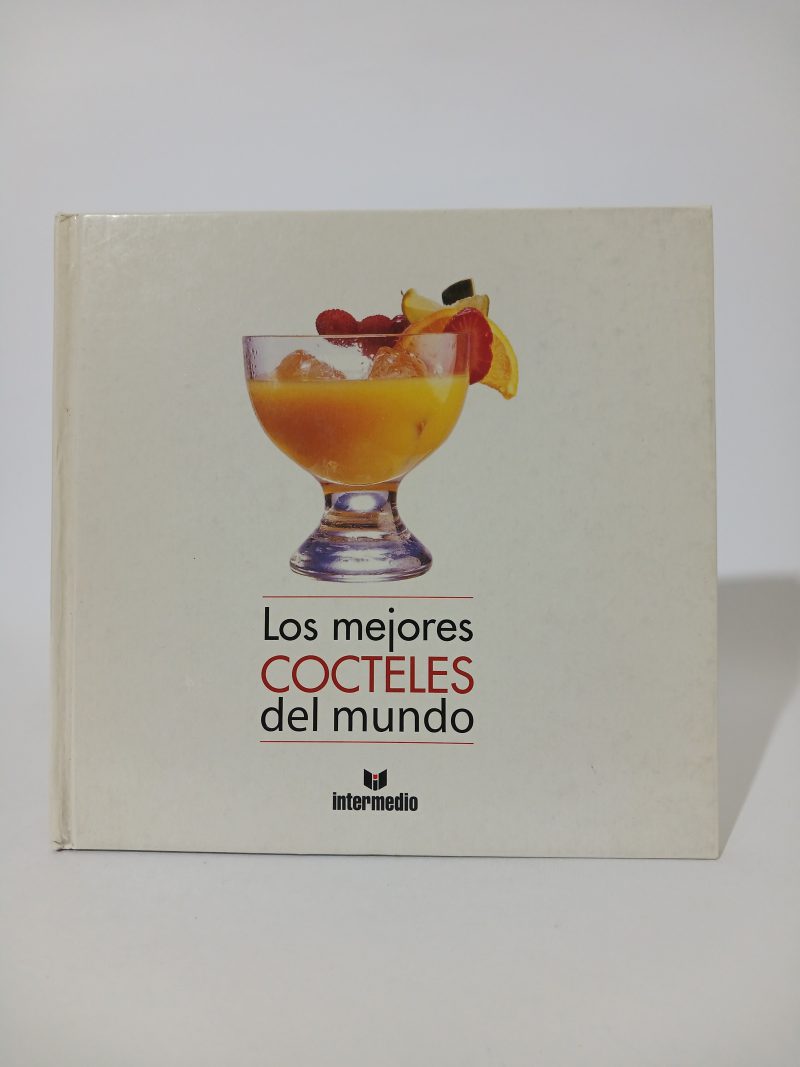 Los mejores
COCTELES
del mundo
intermedio